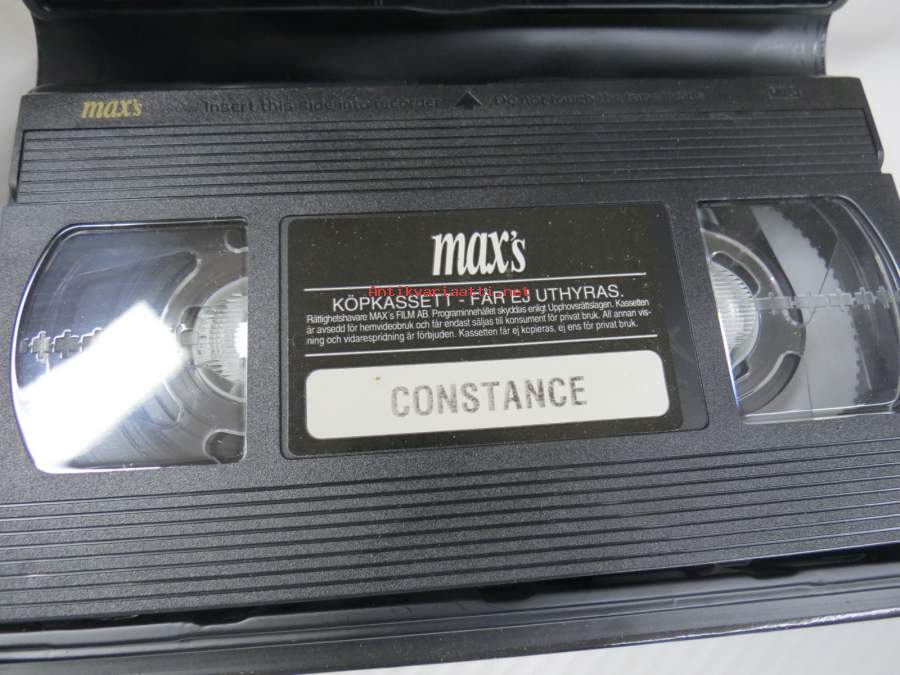 max's Insert this side into recorder Do not touch the tape inside VHS
max's
Antikvariaatti.net
KÖPKASSETT - FÅR EJ UTHYRAS.
Rättighetshavare MAX's FILM AB. Programinnehållet skyddas enligt Upphovsrättslagen. Kassetten
är avsedd för hemvideobruk och får endast säljas til konsument för privat bruk. All annan vis-
ning och vidarespridning är förbjuden. Kassetten får ej kopieras, ej ens för privat bruk.
CONSTANCE